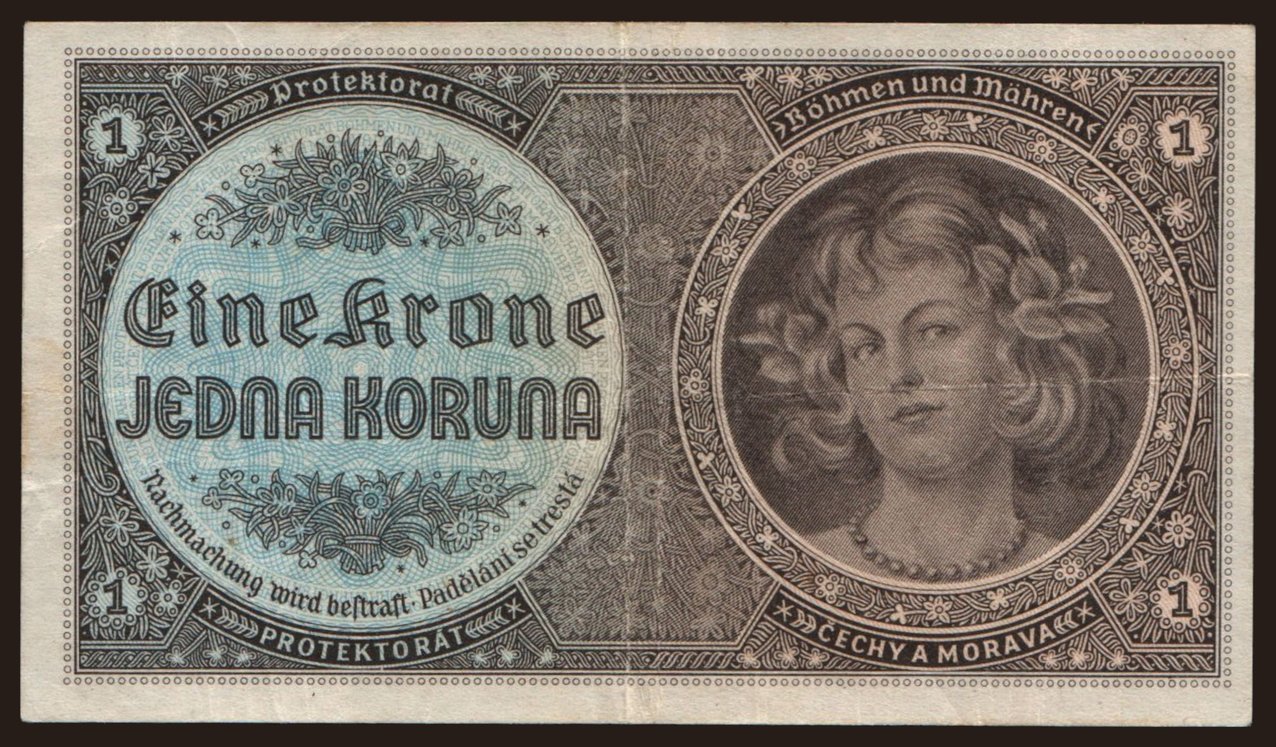 Protektorat
Böhmen und Mähren
1
1
Eine Krone
JEDNA KORUNA
Nachmachung wird bestraft · Padělání se trestá
1
1
PROTEKTORÁT
ČECHY A MORAVA